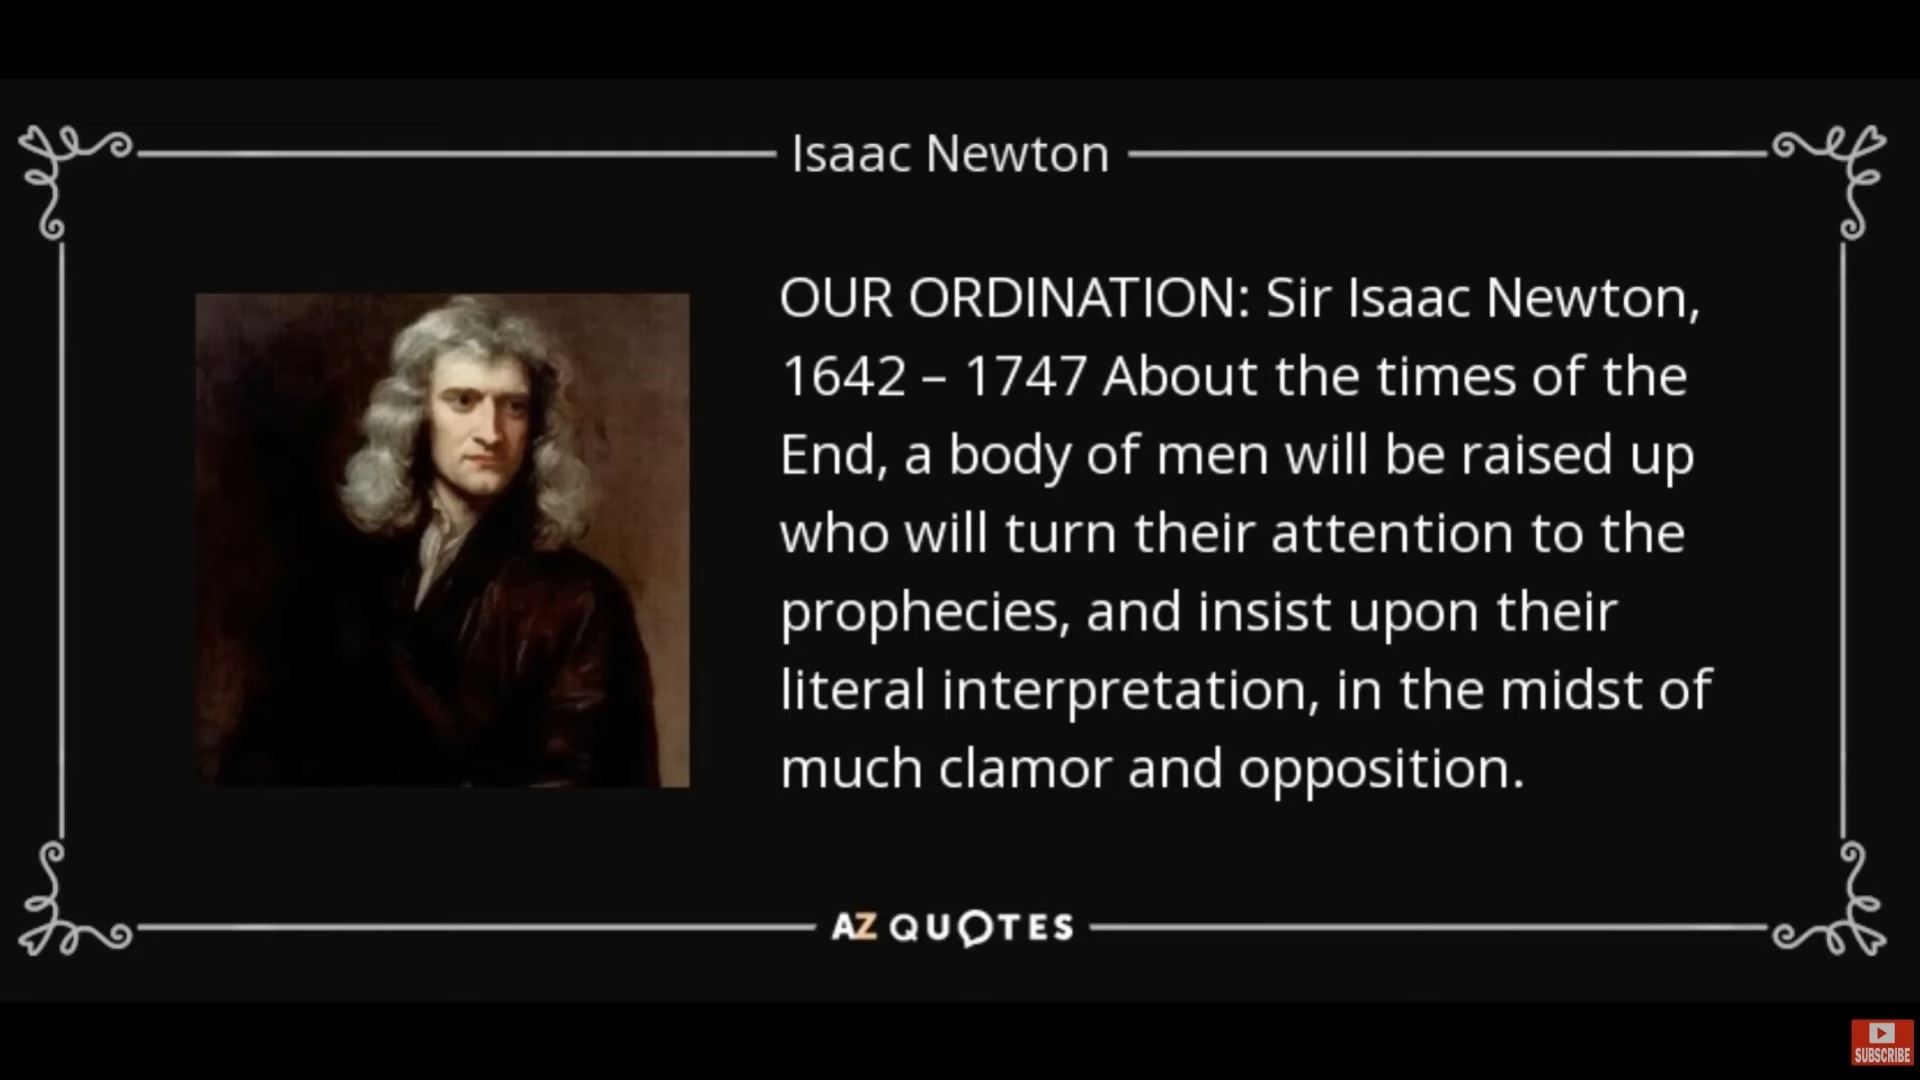 Isaac Newton
OUR ORDINATION: Sir Isaac Newton,
1642 – 1747 About the times of the
End, a body of men will be raised up
who will turn their attention to the
prophecies, and insist upon their
literal interpretation, in the midst of
much clamor and opposition.
AZ QUOTES
SUBSCRIBE